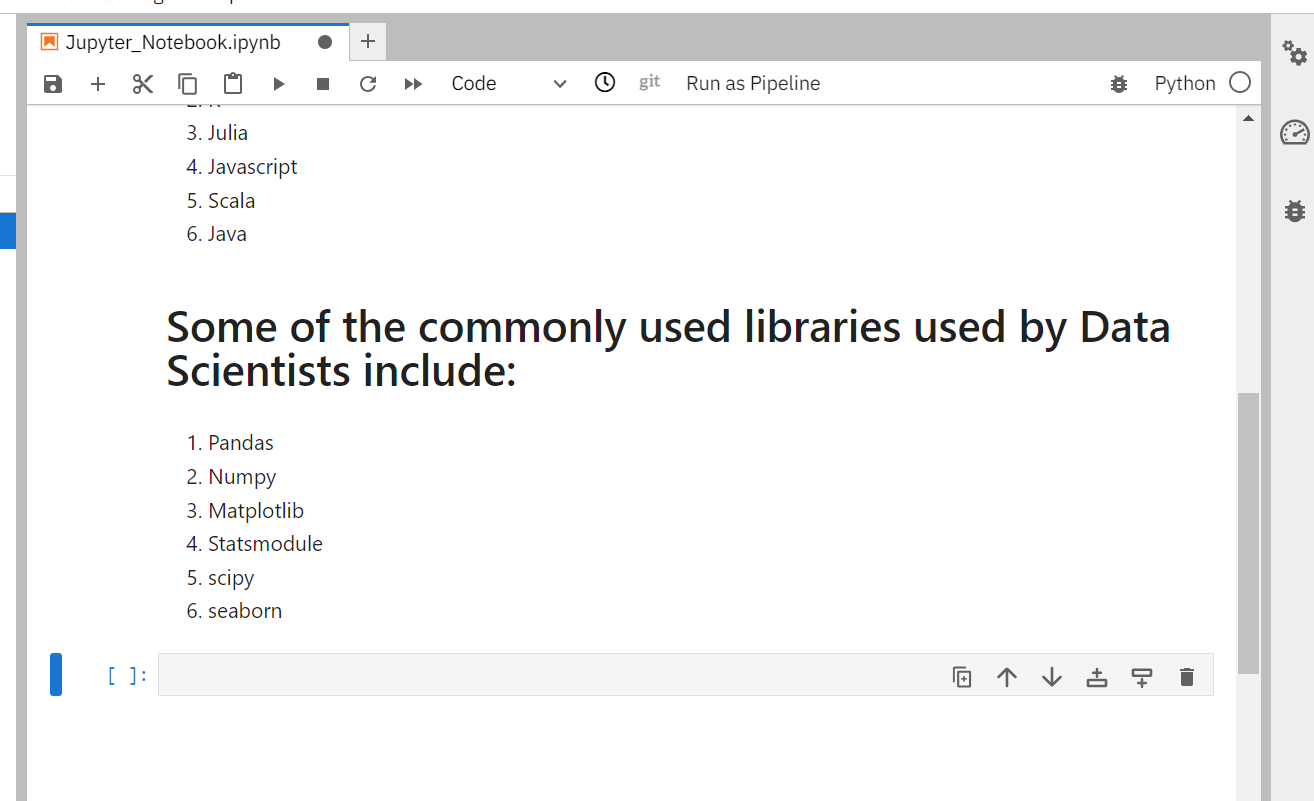 Jupyter_Notebook.ipynb
Code
git
Run as Pipeline
Python
3. Julia
4. Javascript
5. Scala
6. Java
Some of the commonly used libraries used by Data
Scientists include:
1. Pandas
2. Numpy
3. Matplotlib
4. Statsmodule
5. scipy
6. seaborn
[ ]: